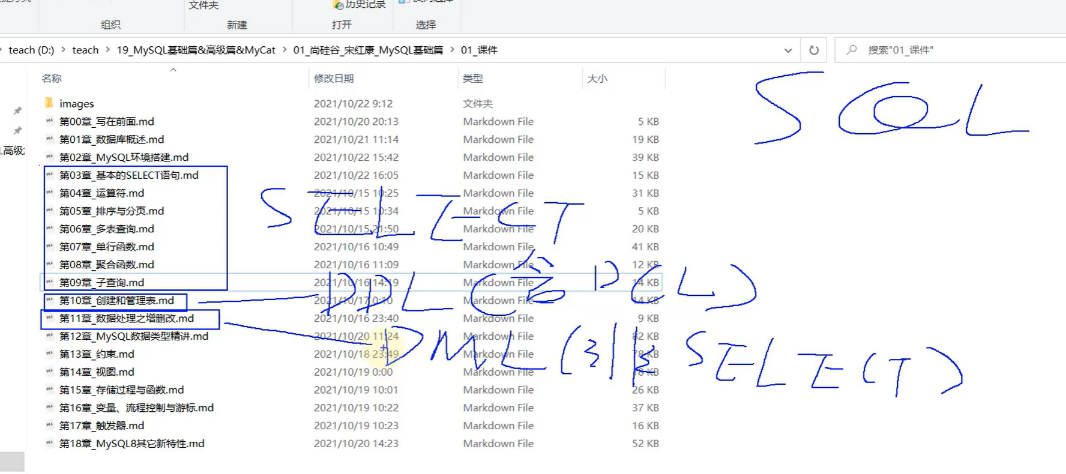 文件夹
历史记录
组织 新建 打开 选择
teach (D:) > teach > 19_MySQL基础篇&高级篇&MyCat > 01_尚硅谷_宋红康_MySQL基础篇 > 01_课件
搜索"01_课件"
名称 修改日期 类型 大小
SQL
images 2021/10/22 9:12 文件夹
第00章_写在前面.md 2021/10/20 20:13 Markdown File 5 KB
第01章_数据库概述.md 2021/10/21 11:14 Markdown File 19 KB
第02章_MySQL环境搭建.md 2021/10/22 15:42 Markdown File 39 KB
第03章_基本的SELECT语句.md 2021/10/22 16:05 Markdown File 15 KB
第04章_运算符.md 2021/10/15 10:25 Markdown File 31 KB
第05章_排序与分页.md 2021/10/15 10:34 Markdown File 5 KB
SELECT
第06章_多表查询.md 2021/10/15 21:50 Markdown File 20 KB
第07章_单行函数.md 2021/10/16 10:49 Markdown File 41 KB
第08章_聚合函数.md 2021/10/16 11:09 Markdown File 12 KB
第09章_子查询.md 2021/10/16 14:19 Markdown File 14 KB
DDL(含DCL)
第10章_创建和管理表.md 2021/10/17 0:10 Markdown File 14 KB
第11章_数据处理之增删改.md 2021/10/16 23:40 Markdown File 9 KB
第12章_MySQL数据类型精讲.md 2021/10/20 11:24 Markdown File
DML SELECT)
第13章_约束.md 2021/10/18 23:49 Markdown File
第14章_视图.md 2021/10/19 0:00 Markdown File
第15章_存储过程与函数.md 2021/10/19 10:01 Markdown File 26 KB
第16章_变量、流程控制与游标.md 2021/10/19 10:22 Markdown File 37 KB
第17章_触发器.md 2021/10/19 10:23 Markdown File 16 KB
第18章_MySQL8其它新特性.md 2021/10/20 14:23 Markdown File 52 KB